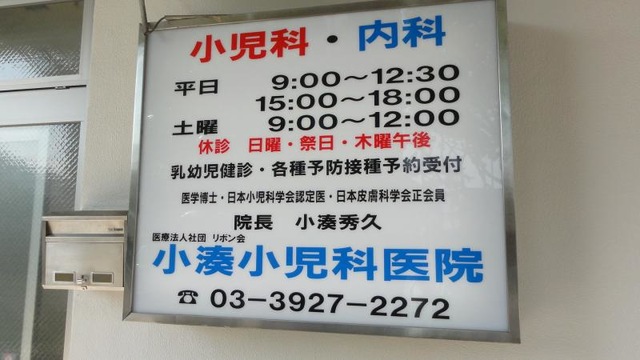 小児科・内科
平日 9:00～12:30
15:00～18:00
土曜 9:00～12:00
休診 日曜・祭日・木曜午後
乳幼児健診・各種予防接種予約受付
医学博士・日本小児科学会認定医・日本皮膚科学会正会員
院長 小湊秀久
医療法人社団 リボン会
小湊小児科医院
☎ 03-3927-2272